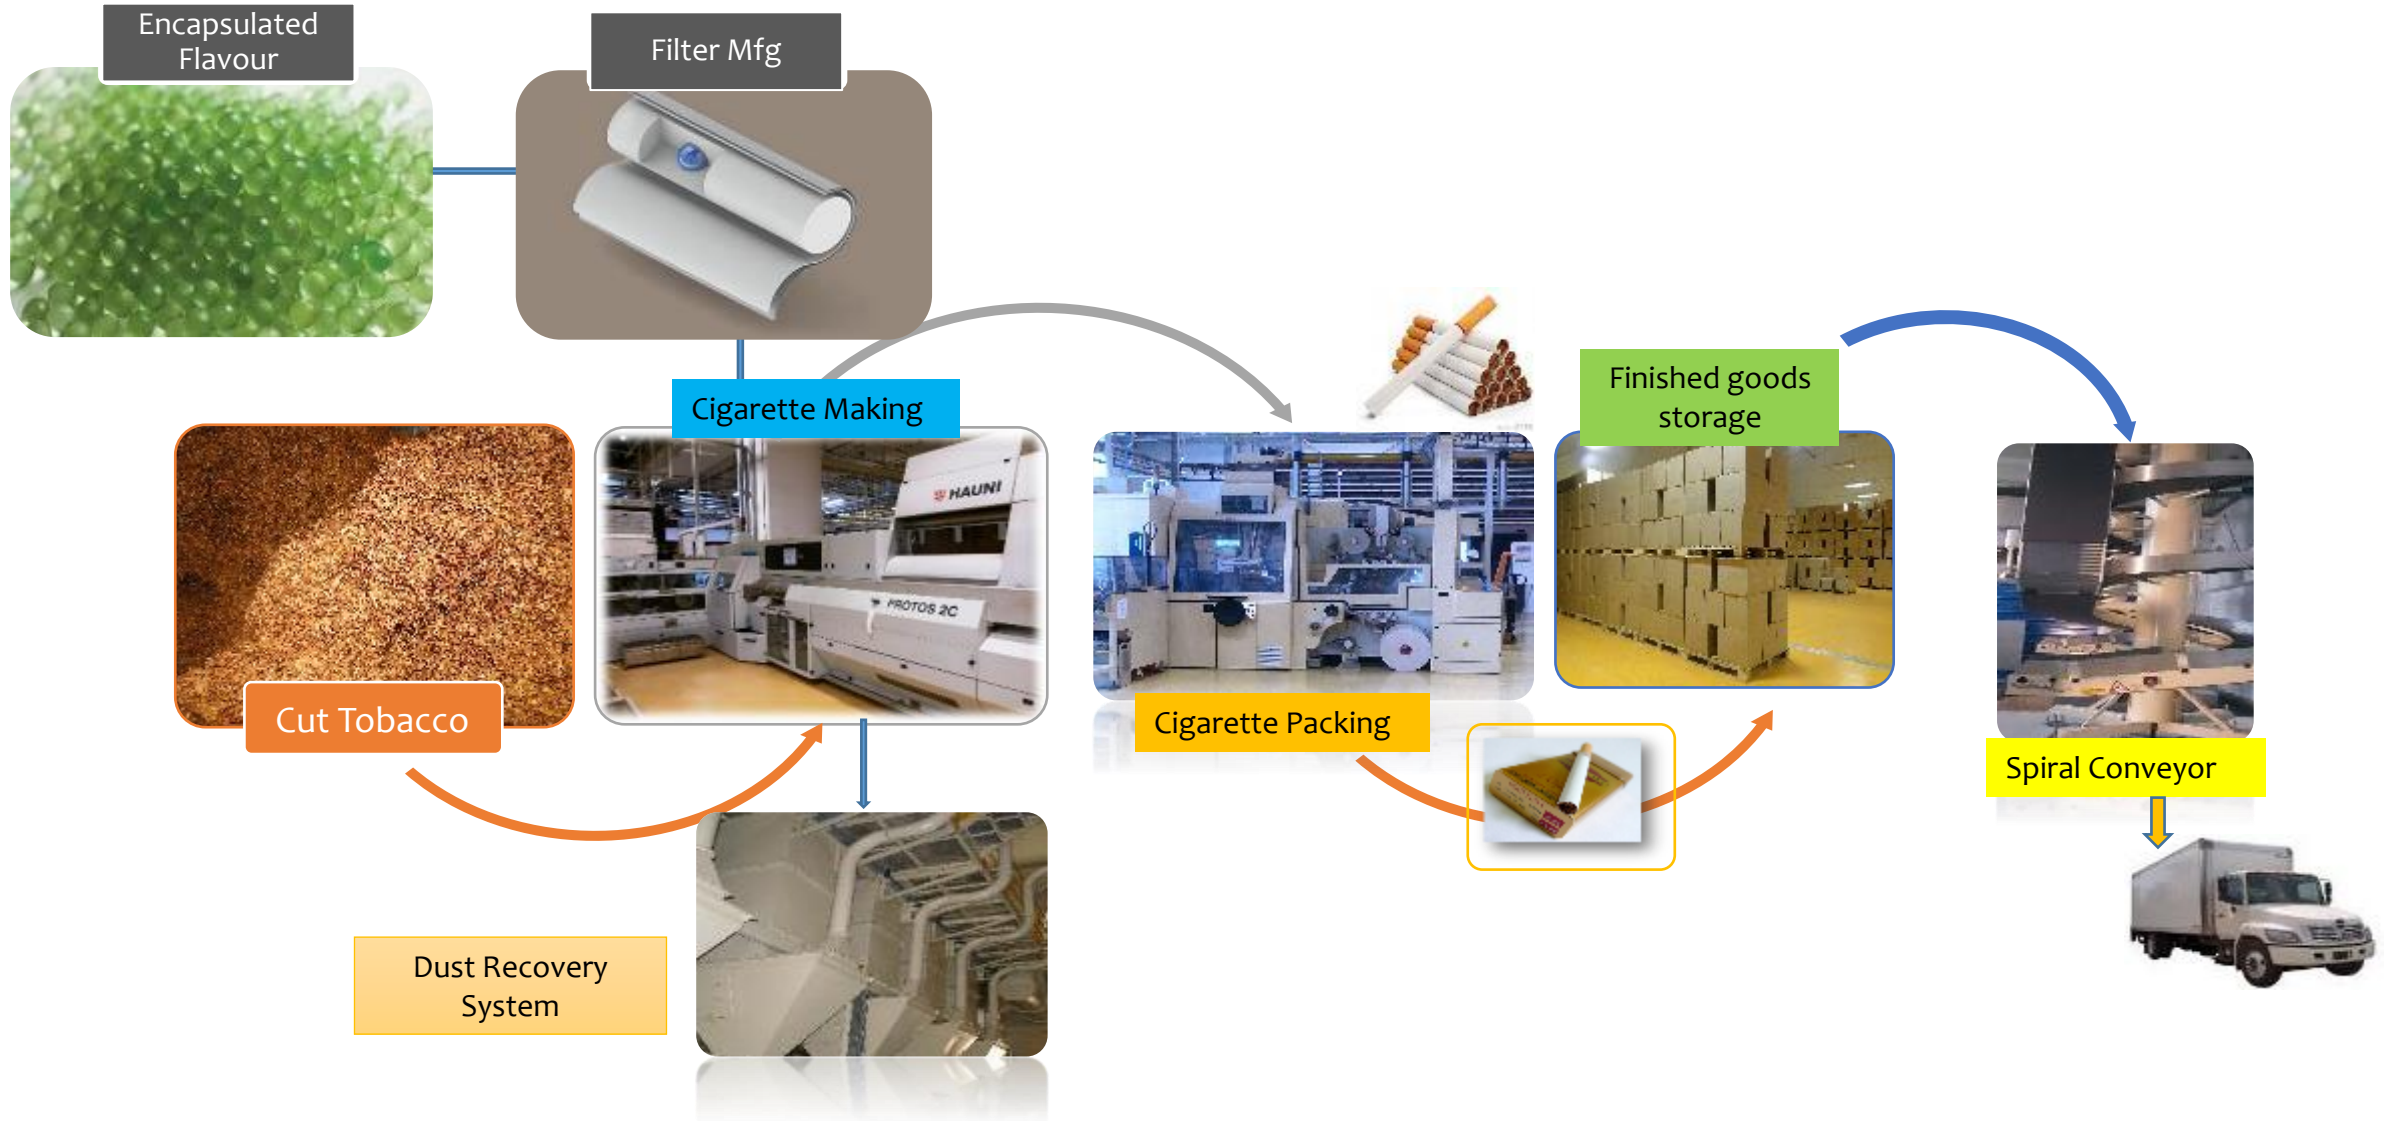 Encapsulated
Flavour
Filter Mfg
Cigarette Making
Finished goods
storage
HAUNI
PROTOS 2C
Cut Tobacco
Cigarette Packing
Spiral Conveyor
Dust Recovery
System